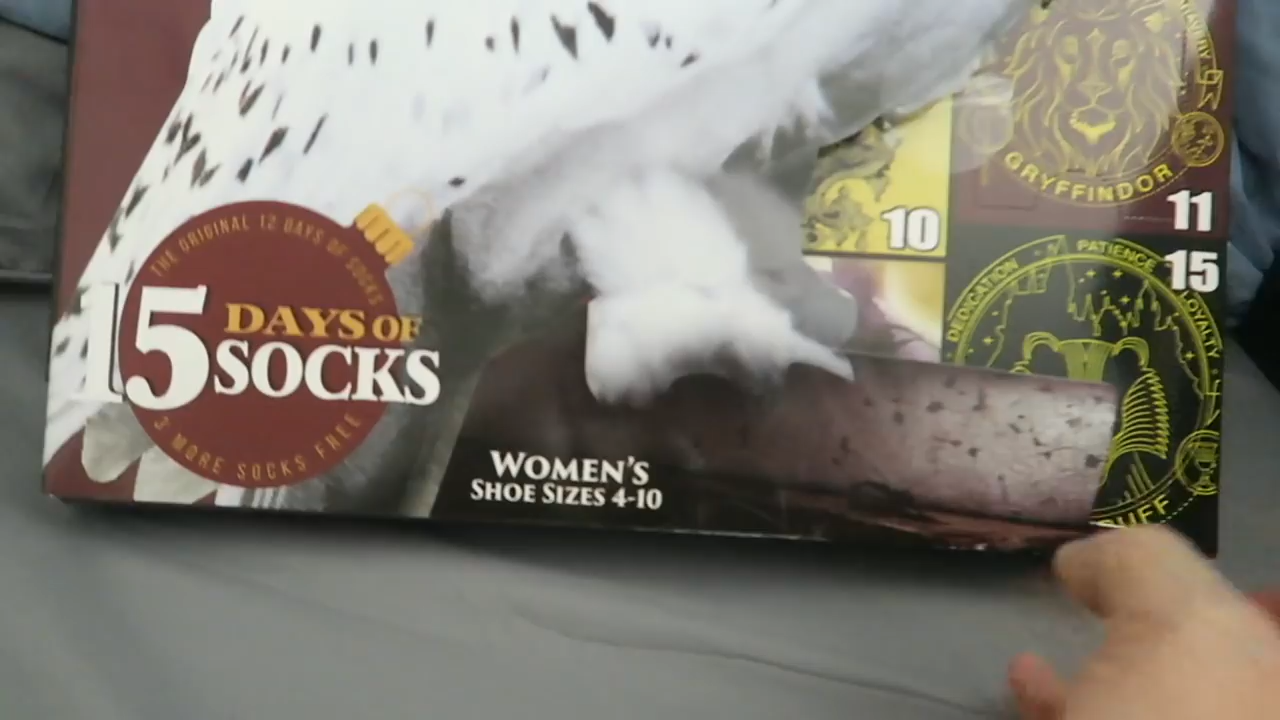 GRYFFINDOR
10
11
THE ORIGINAL 12 DAYS OF SOCKS
15
DAYS OF
SOCKS
3 MORE SOCKS FREE
WOMEN'S
SHOE SIZES 4-10
15
DEDICATION
PATIENCE
LOYALTY
UFF